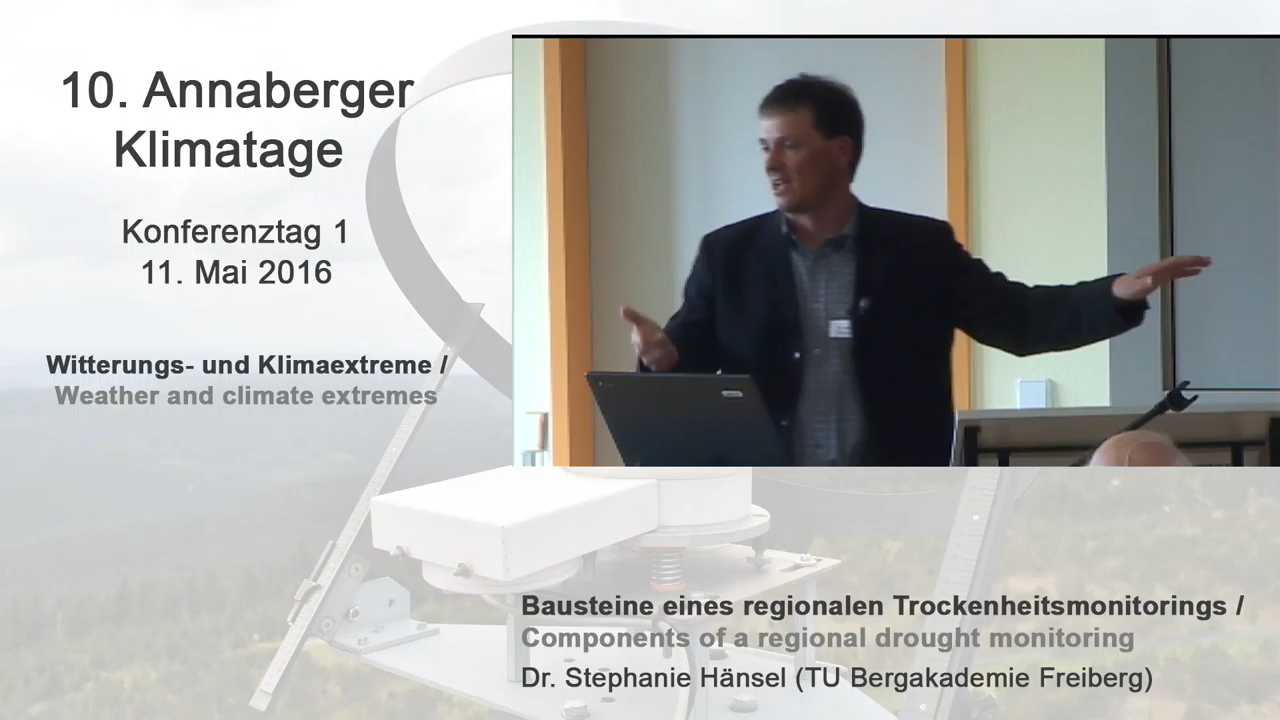 10. Annaberger
Klimatage
Konferenztag 1
11. Mai 2016
Witterungs- und Klimaextreme /
Weather and climate extremes
Bausteine eines regionalen Trockenheitsmonitorings /
Components of a regional drought monitoring
Dr. Stephanie Hänsel (TU Bergakademie Freiberg)